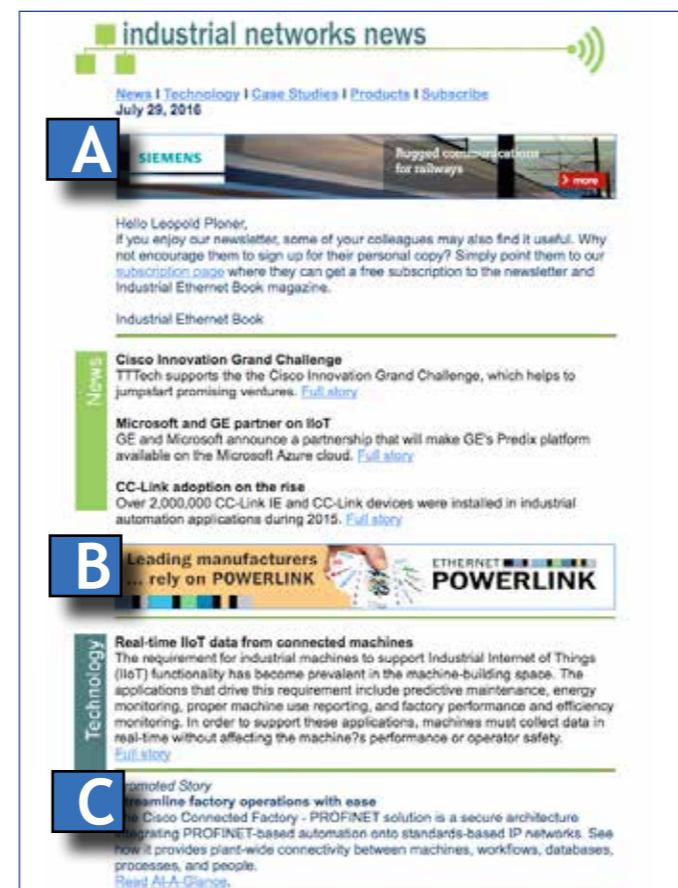 industrial networks news
News I Technology I Case Studies I Products I Subscribe
July 29, 2016
A
SIEMENS
Rugged communications
for railways
> more
Hello Leopold Ploner,
if you enjoy our newsletter, some of your colleagues may also find it useful. Why
not encourage them to sign up for their personal copy? Simply point them to our
subscription page where they can get a free subscription to the newsletter and
Industrial Ethernet Book magazine.
Industrial Ethernet Book
News
Cisco Innovation Grand Challenge
TTTech supports the the Cisco Innovation Grand Challenge, which helps to
jumpstart promising ventures. Full story
Microsoft and GE partner on IIoT
GE and Microsoft announce a partnership that will make GE's Predix platform
available on the Microsoft Azure cloud. Full story
CC-Link adoption on the rise
Over 2,000,000 CC-Link IE and CC-Link devices were installed in industrial
automation applications during 2015. Full story
B
Leading manufacturers
... rely on POWERLINK
ETHERNET
POWERLINK
Technology
Real-time IIoT data from connected machines
The requirement for industrial machines to support Industrial Internet of Things
(IIoT) functionality has become prevalent in the machine-building space. The
applications that drive this requirement include predictive maintenance, energy
monitoring, proper machine use reporting, and factory performance and efficiency
monitoring. In order to support these applications, machines must collect data in
real-time without affecting the machine?s performance or operator safety.
Full story
C
Promoted Story
Streamline factory operations with ease
The Cisco Connected Factory - PROFINET solution is a secure architecture
integrating PROFINET-based automation onto standards-based IP networks. See
how it provides plant-wide connectivity between machines, workflows, databases,
processes, and people.
Read At-A-Glance.